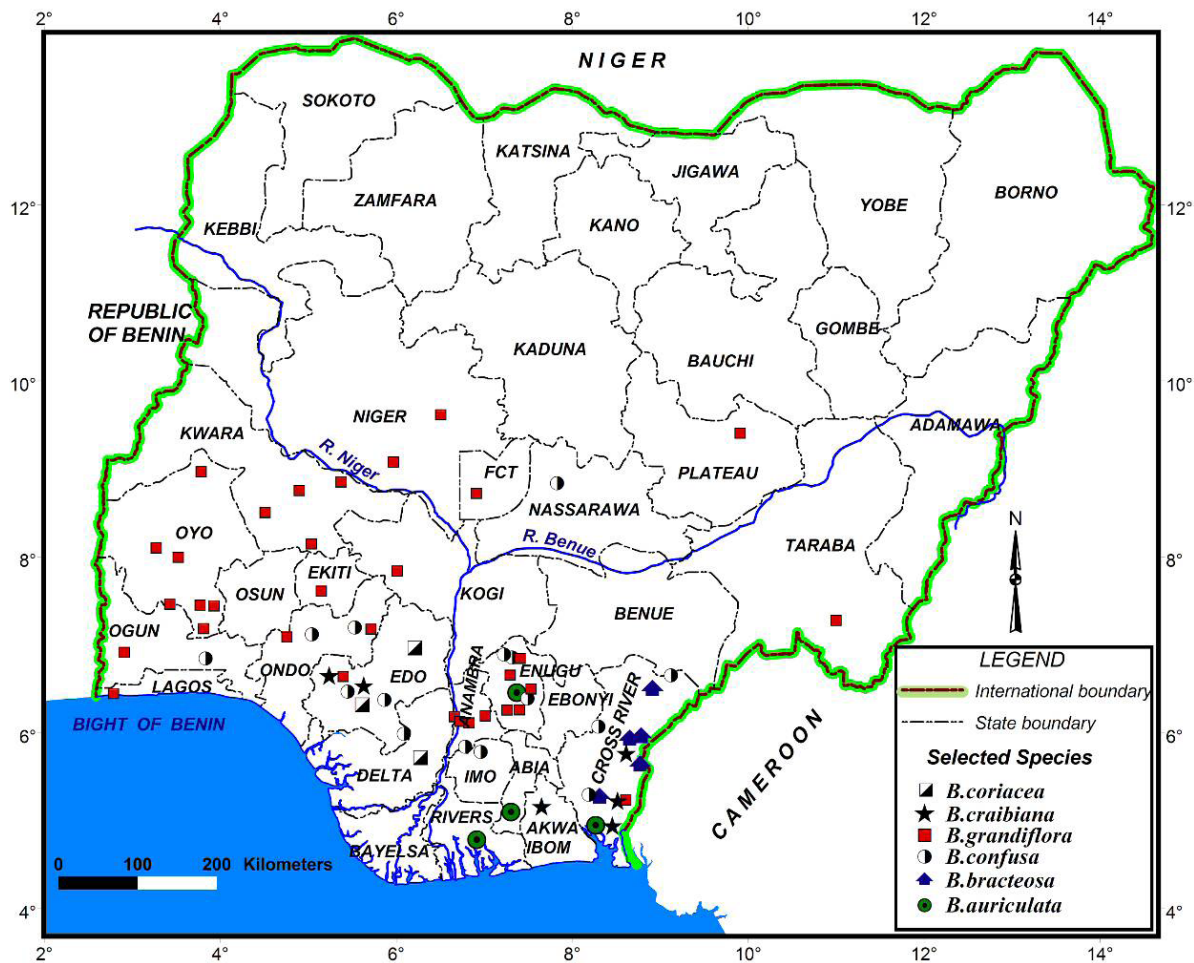 2° 4° 6° 8° 10° 12° 14°
NIGER
SOKOTO
KATSINA
JIGAWA
ZAMFARA
YOBE
BORNO
12° 12°
KEBBI
KANO
REPUBLIC
OF BENIN
GOMBE
KADUNA
BAUCHI
10° 10°
NIGER
ADAMAWA
KWARA
R. Niger
FCT
PLATEAU
NASSARAWA
OYO
R. Benue
TARABA
N
8° 8°
EKITI
OSUN
KOGI
BENUE
OGUN
ONDO
EDO
ANAMBRA
ENUGU
LAGOS
EBONYI
CROSS RIVER
BIGHT OF BENIN
6° 6°
DELTA
IMO
ABIA
CAMEROON
RIVERS
AKWA
IBOM
BAYELSA
0 100 200 Kilometers
4° 4°
LEGEND
International boundary
State boundary
Selected Species
B.coriacea
B.craibiana
B.grandiflora
B.confusa
B.bracteosa
B.auriculata
2° 4° 6° 8° 10° 12° 14°